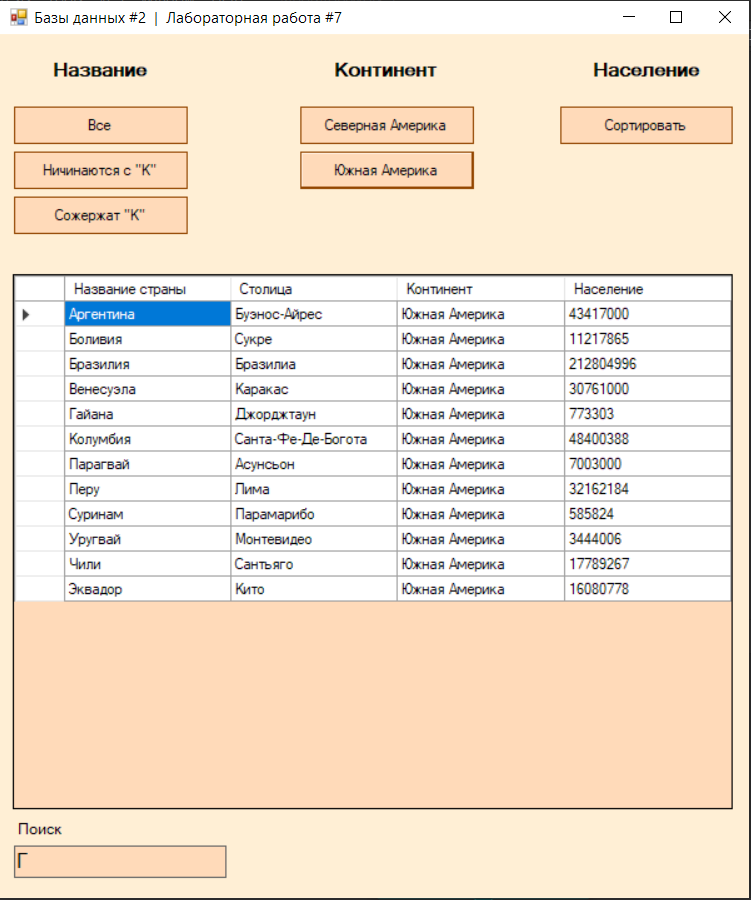 Базы данных #2 | Лабораторная работа #7
Название Континент Население
Все Северная Америка Сортировать
Ничинаются с "К" Южная Америка
Сожержат "К"
Название страны Столица Континент Население
Аргентина Буэнос-Айрес Южная Америка 43417000
Боливия Сукре Южная Америка 11217865
Бразилия Бразилиа Южная Америка 212804996
Венесуэла Каракас Южная Америка 30761000
Гайана Джорджтаун Южная Америка 773303
Колумбия Санта-Фе-Де-Богота Южная Америка 48400388
Парагвай Асунсьон Южная Америка 7003000
Перу Лима Южная Америка 32162184
Суринам Парамарибо Южная Америка 585824
Уругвай Монтевидео Южная Америка 3444006
Чили Сантьяго Южная Америка 17789267
Эквадор Кито Южная Америка 16080778
Поиск
Г